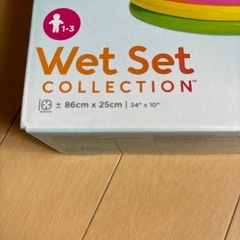 1-3
Wet Set
COLLECTION™
± 86cm x 25cm | 34" x 10"